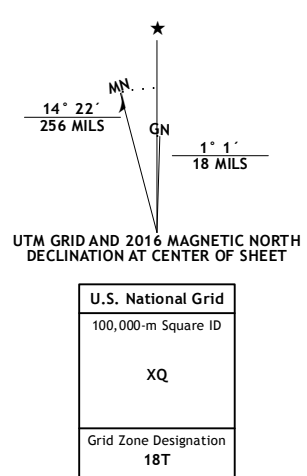 ★
MN
14° 22´
256 MILS
GN
1° 1´
18 MILS
UTM GRID AND 2016 MAGNETIC NORTH
DECLINATION AT CENTER OF SHEET
U.S. National Grid
100,000-m Square ID
XQ
Grid Zone Designation
18T